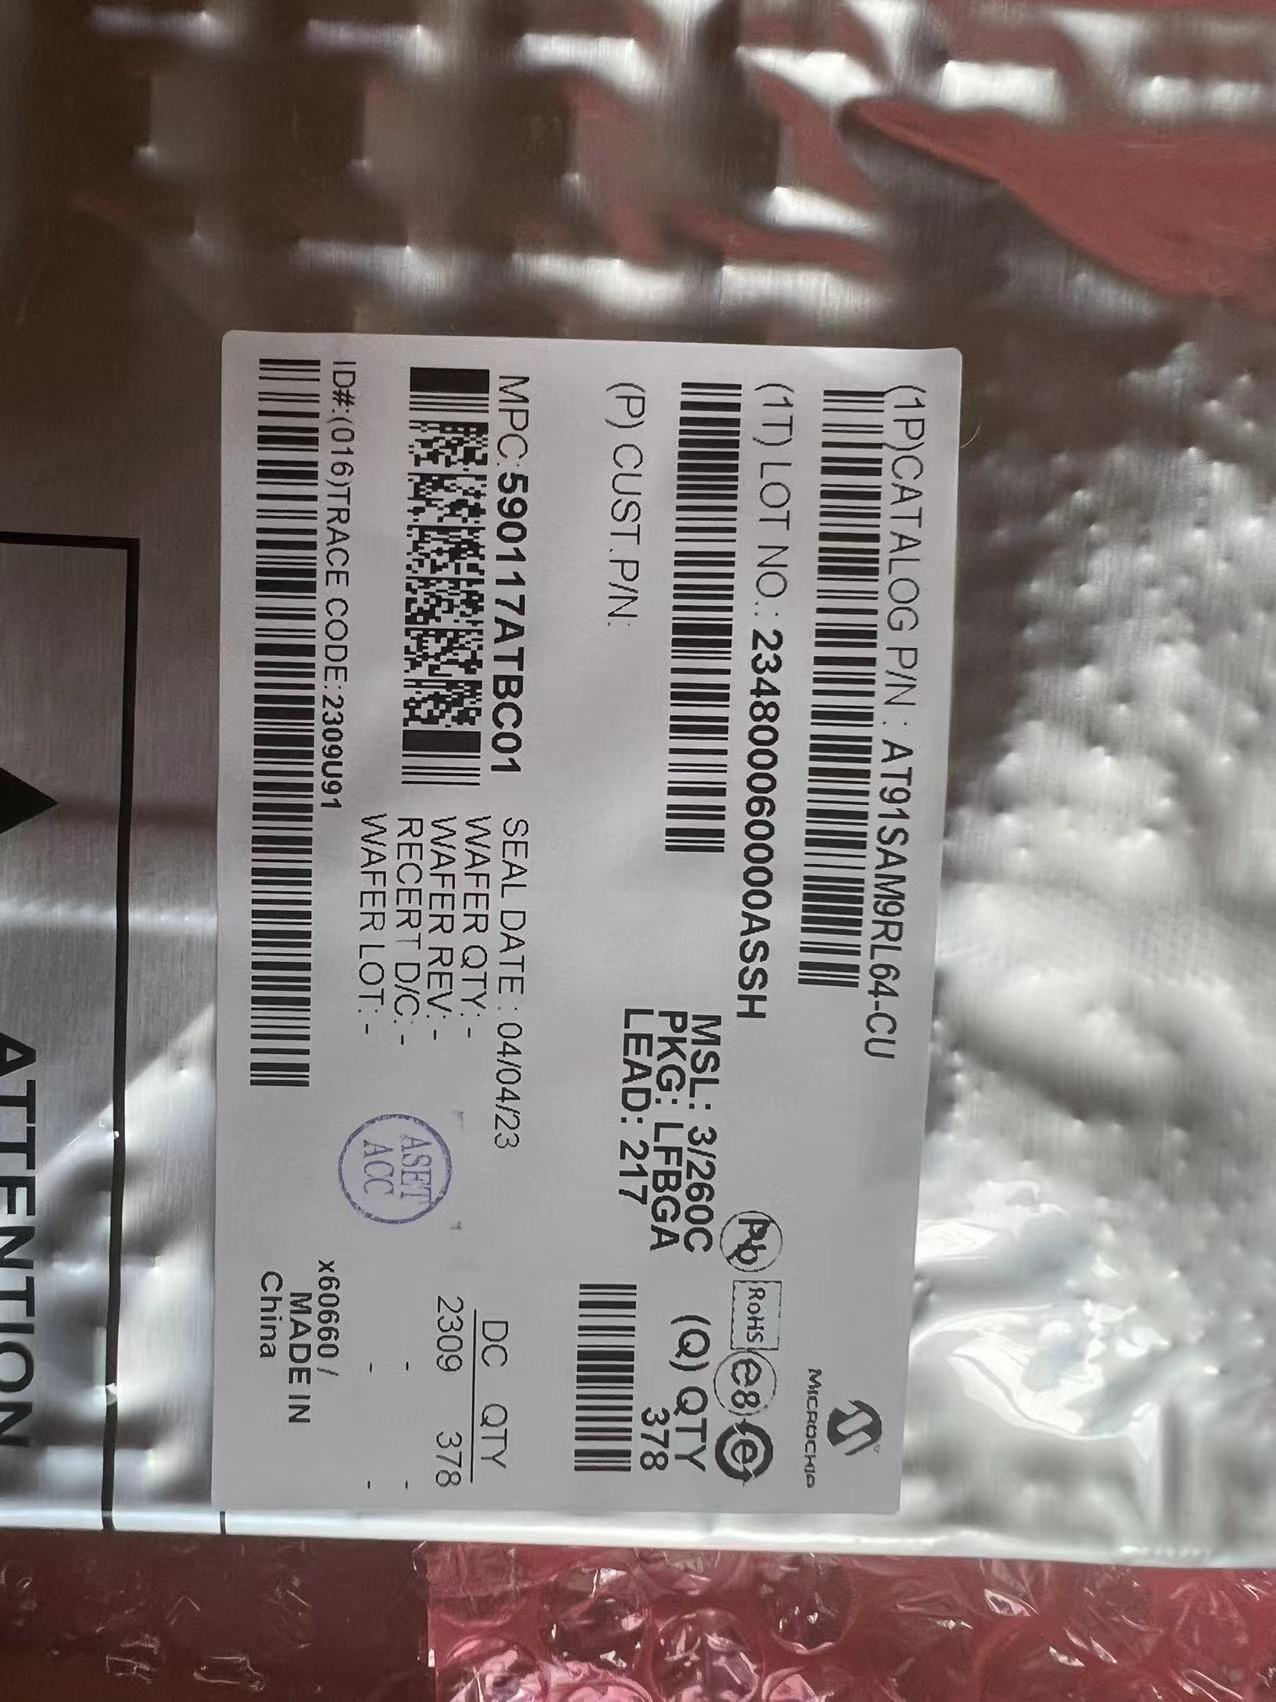 (1P)CATALOG P/N : AT91SAM9RL64-CU
MICROCHIP
(1T) LOT NO.: 234800060000ASSH
Pb RoHS e8 e
(P) CUST.P/N:
MSL: 3/260C
PKG: LFBGA
LEAD: 217
(Q) QTY
378
MPC:590117ATBC01
SEAL DATE : 04/04/23
WAFER QTY:-
WAFER REV:-
RECERT D/C:-
WAFER LOT:-
DC QTY
2309 378
- -
- -
ASET
ACC
ID#:(016)TRACE CODE:2309U91
x60660 /
MADE IN
China
ATTENTION